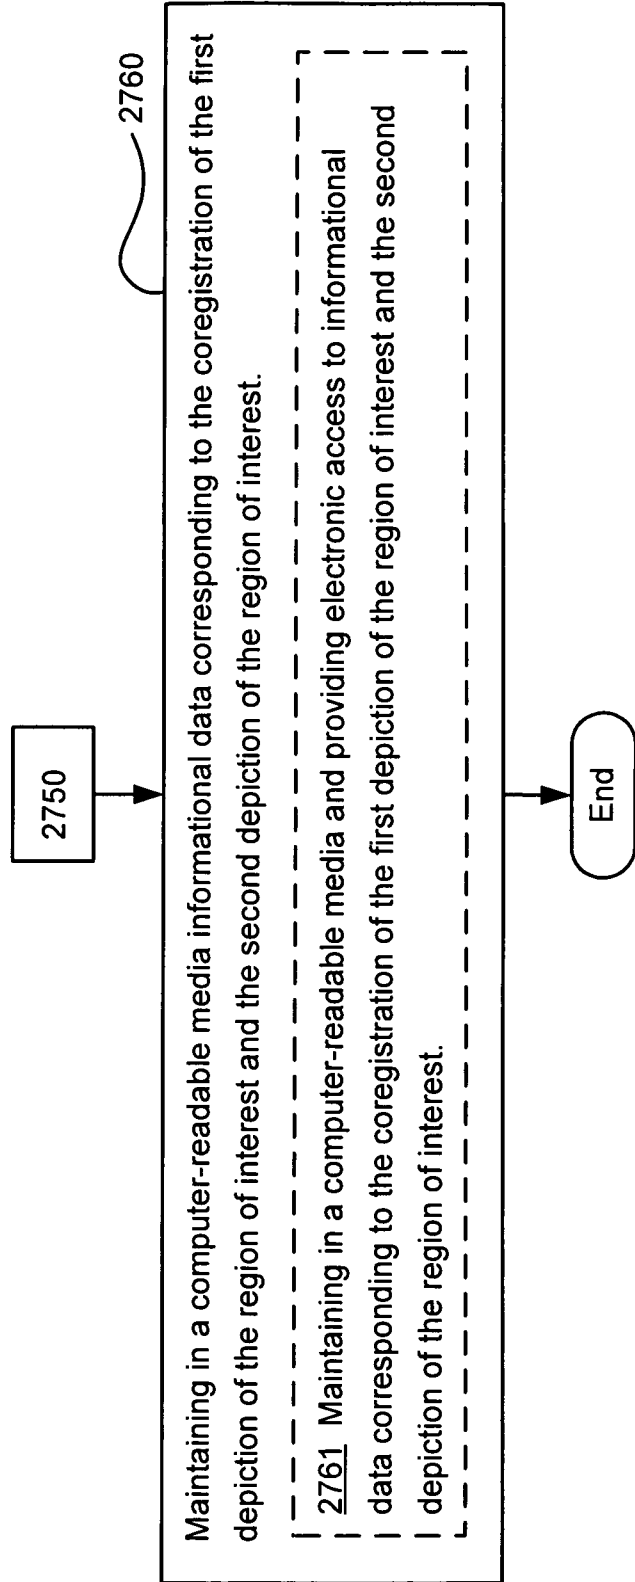 2750
2760
Maintaining in a computer-readable media informational data corresponding to the coregistration of the first
depiction of the region of interest and the second depiction of the region of interest.
2761 Maintaining in a computer-readable media and providing electronic access to informational
data corresponding to the coregistration of the first depiction of the region of interest and the second
depiction of the region of interest.
End